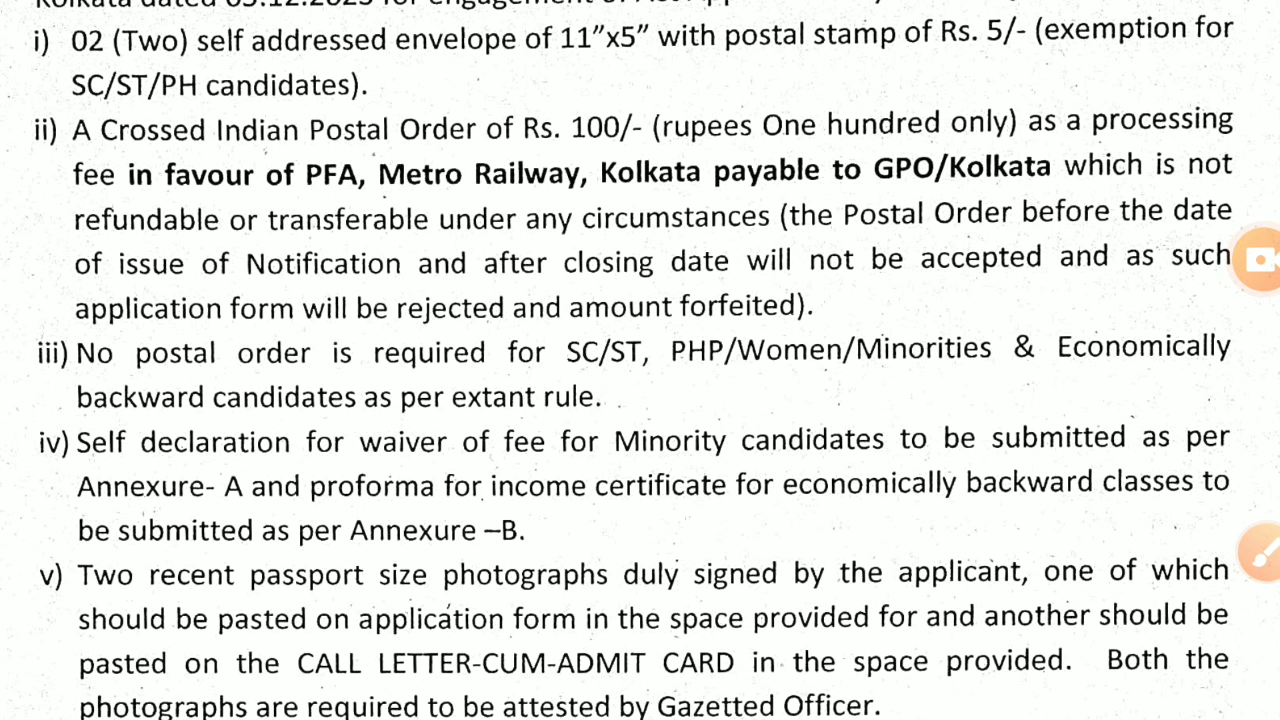 i) 02 (Two) self addressed envelope of 11”x5” with postal stamp of Rs. 5/- (exemption for
SC/ST/PH candidates).
ii) A Crossed Indian Postal Order of Rs. 100/- (rupees One hundred only) as a processing
fee in favour of PFA, Metro Railway, Kolkata payable to GPO/Kolkata which is not
refundable or transferable under any circumstances (the Postal Order before the date
of issue of Notification and after closing date will not be accepted and as such
application form will be rejected and amount forfeited).
iii) No postal order is required for SC/ST, PHP/Women/Minorities & Economically
backward candidates as per extant rule.
iv) Self declaration for waiver of fee for Minority candidates to be submitted as per
Annexure- A and proforma for income certificate for economically backward classes to
be submitted as per Annexure –B.
v) Two recent passport size photographs duly signed by the applicant, one of which
should be pasted on application form in the space provided for and another should be
pasted on the CALL LETTER-CUM-ADMIT CARD in the space provided. Both the
photographs are required to be attested by Gazetted Officer.